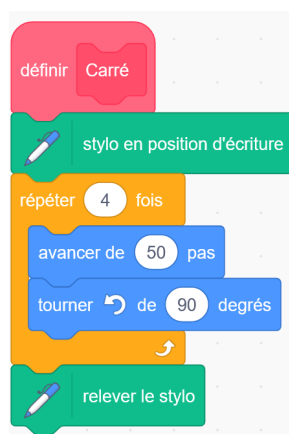 définir Carré
stylo en position d'écriture
répéter 4 fois
avancer de 50 pas
tourner de 90 degrés
relever le stylo